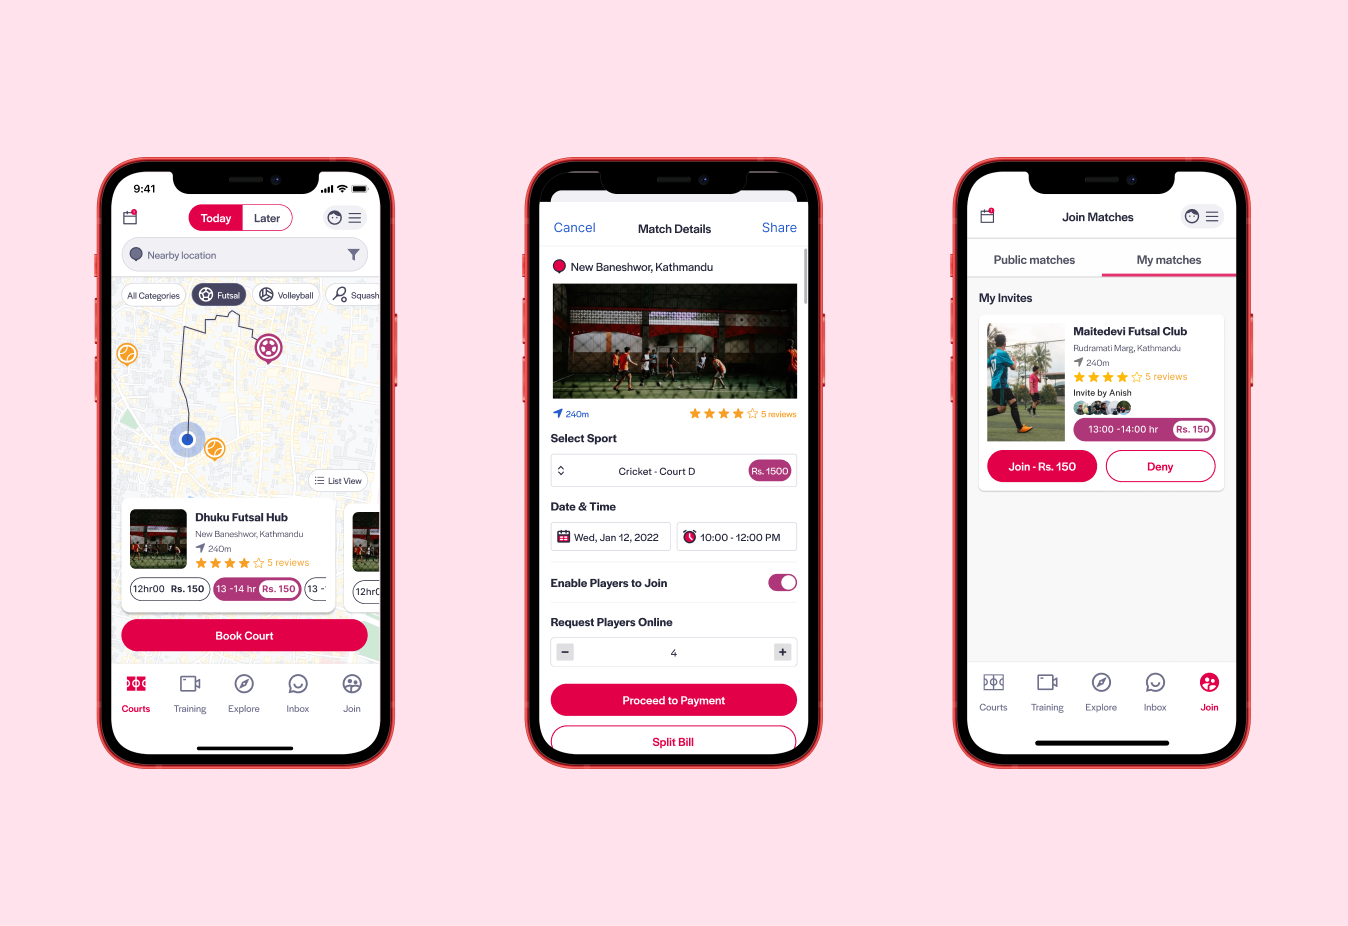 9:41
Today Later
Nearby location
All Categories Futsal Volleyball Squash
List View
Dhuku Futsal Hub
New Baneshwor, Kathmandu
240m
5 reviews
12hr00 Rs. 150 13 -14 hr Rs. 150 13 -
12hr
Book Court
Courts Training Explore Inbox Join
Cancel Match Details Share
New Baneshwor, Kathmandu
240m 5 reviews
Select Sport
Cricket - Court D Rs. 1500
Date & Time
Wed, Jan 12, 2022 10:00 - 12:00 PM
Enable Players to Join
Request Players Online
− 4 +
Proceed to Payment
Split Bill
Join Matches
Public matches My matches
My Invites
Maitedevi Futsal Club
Rudramati Marg, Kathmandu
240m
5 reviews
Invite by Anish
13:00 -14:00 hr Rs. 150
Join - Rs. 150 Deny
Courts Training Explore Inbox Join